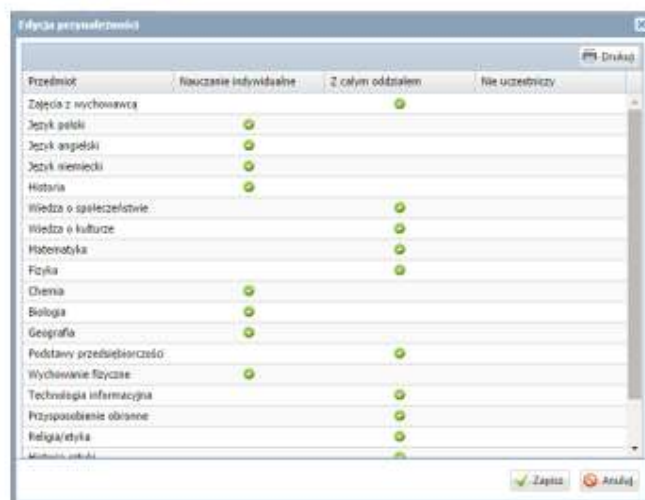 Edycja przynależności
Drukuj
Przedmiot Nauczanie indywidualne Z całym oddziałem Nie uczestniczy
Zajęcia z wychowawcą
Język polski
Język angielski
Język niemiecki
Historia
Wiedza o społeczeństwie
Wiedza o kulturze
Matematyka
Fizyka
Chemia
Biologia
Geografia
Podstawy przedsiębiorczości
Wychowanie fizyczne
Technologia informacyjna
Przysposobienie obronne
Religia/etyka
Historia sztuki
Zapisz Anuluj